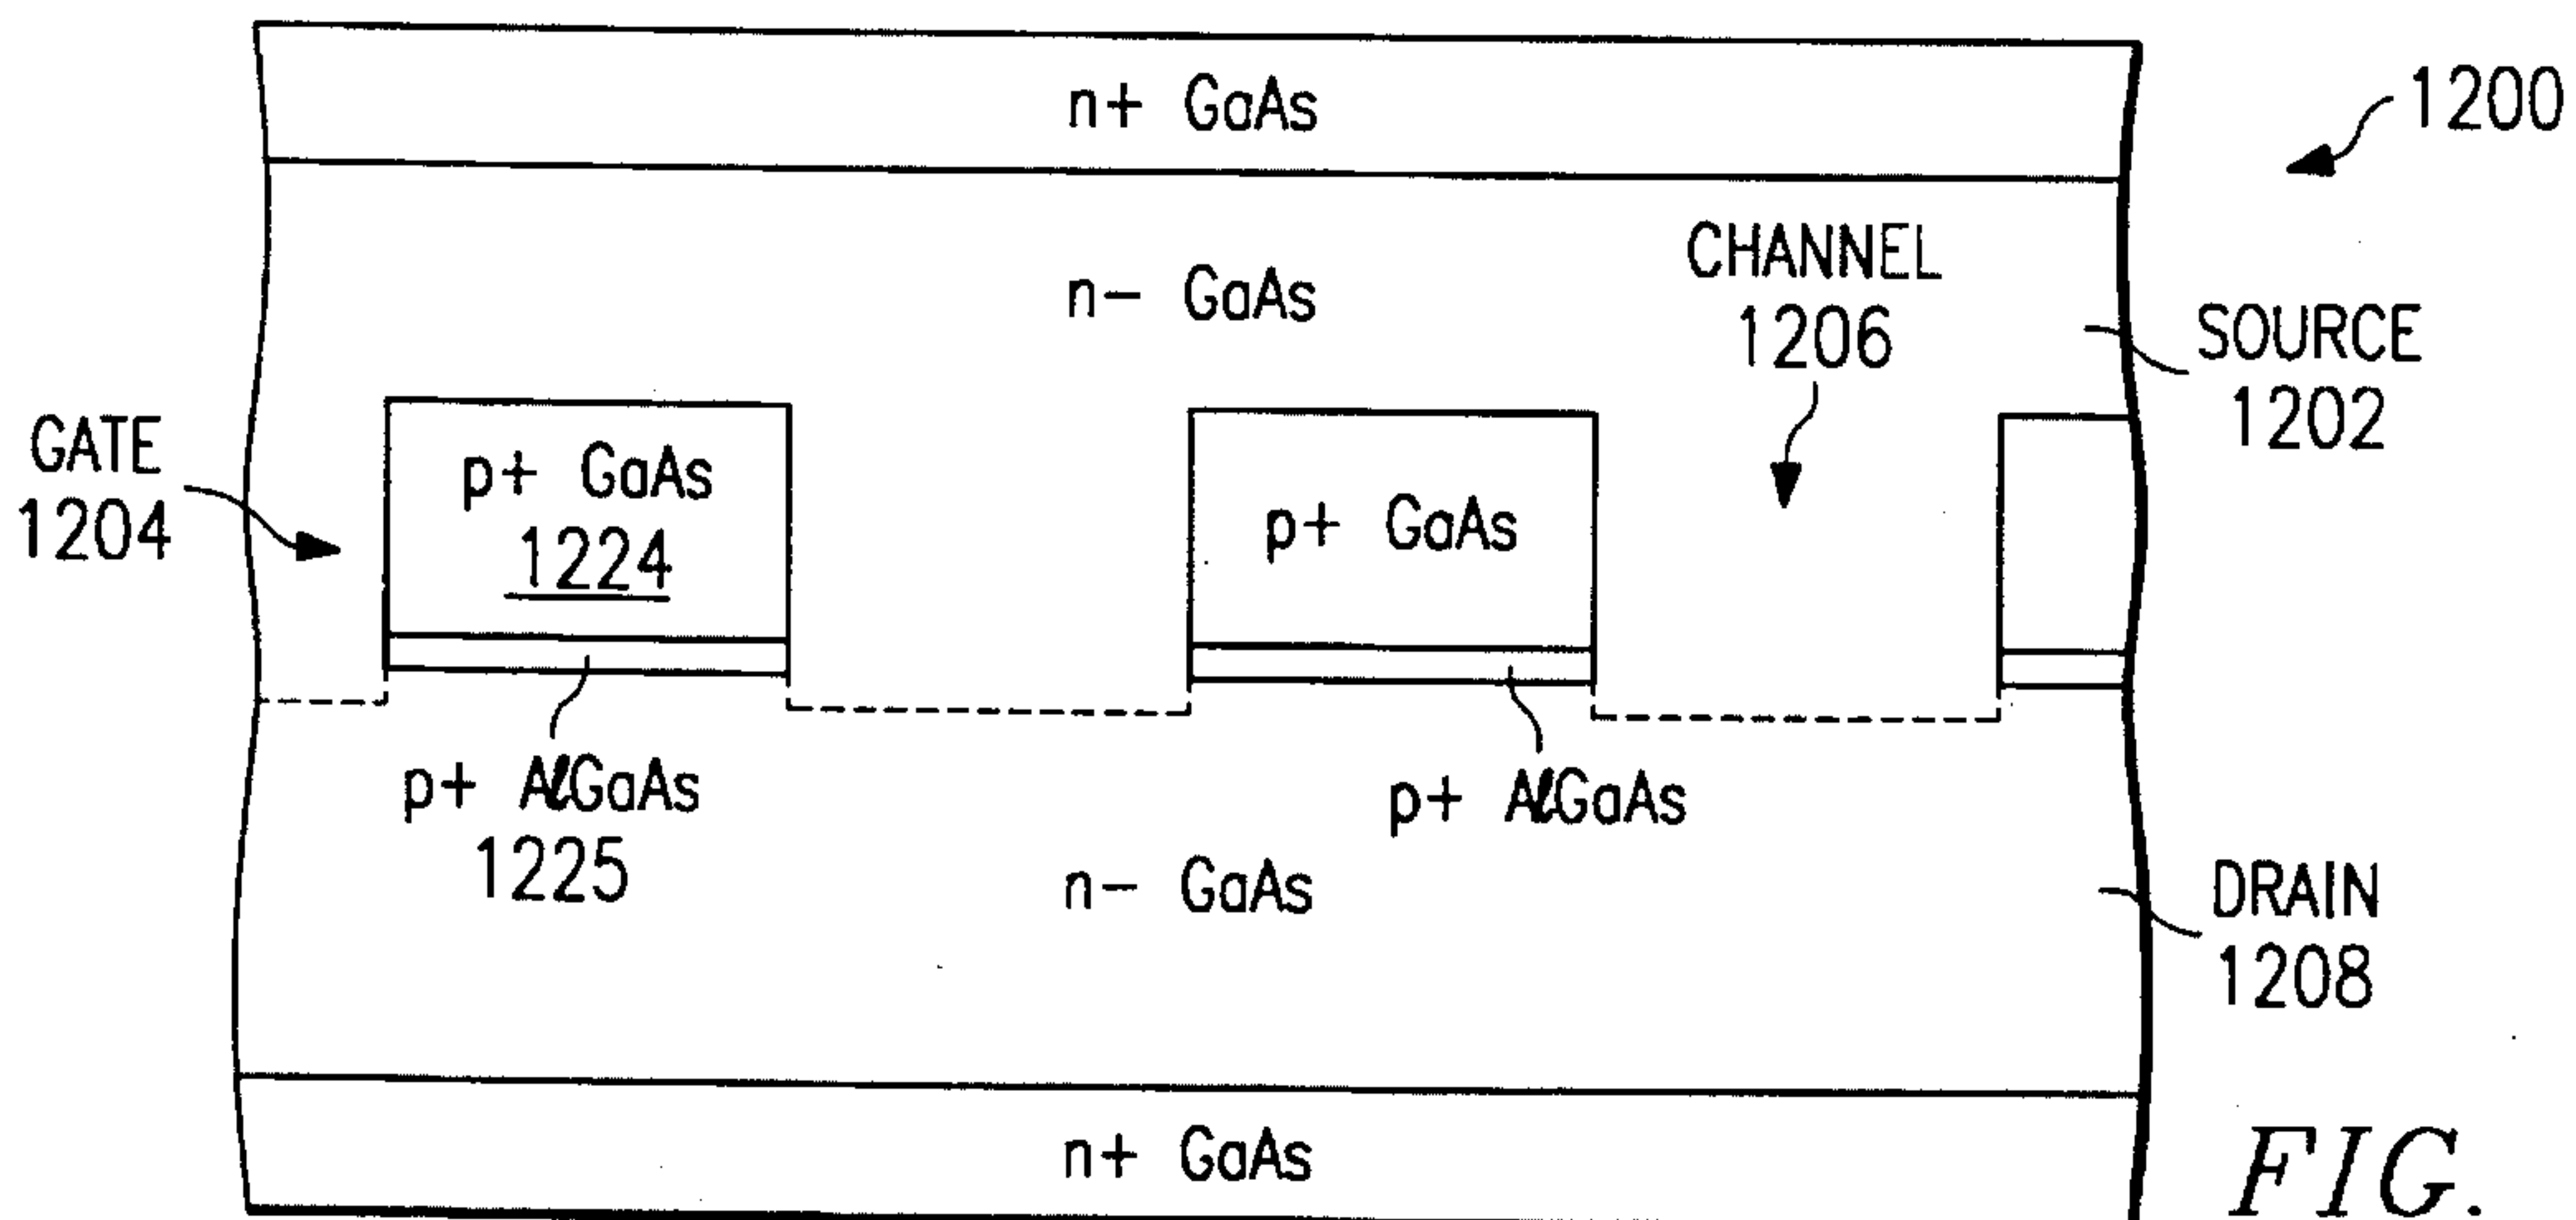 n+ GaAs
1200
n- GaAs
CHANNEL
1206
SOURCE
1202
GATE
1204
p+ GaAs
1224
p+ GaAs
p+ AlGaAs
1225
p+ AlGaAs
n- GaAs
DRAIN
1208
n+ GaAs
FIG.